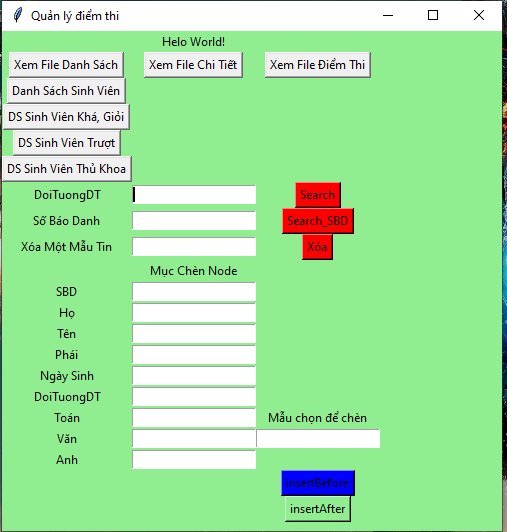 Quản lý điểm thi
Helo World!
Xem File Danh Sách Xem File Chi Tiết Xem File Điểm Thi
Danh Sách Sinh Viên
DS Sinh Viên Khá, Giỏi
DS Sinh Viên Trượt
DS Sinh Viên Thủ Khoa
DoiTuongDT Search
Số Báo Danh Search_SBD
Xóa Một Mẫu Tin Xóa
Mục Chèn Node
SBD
Họ
Tên
Phái
Ngày Sinh
DoiTuongDT
Toán Mẫu chọn để chèn
Văn
Anh
insertBefore
insertAfter